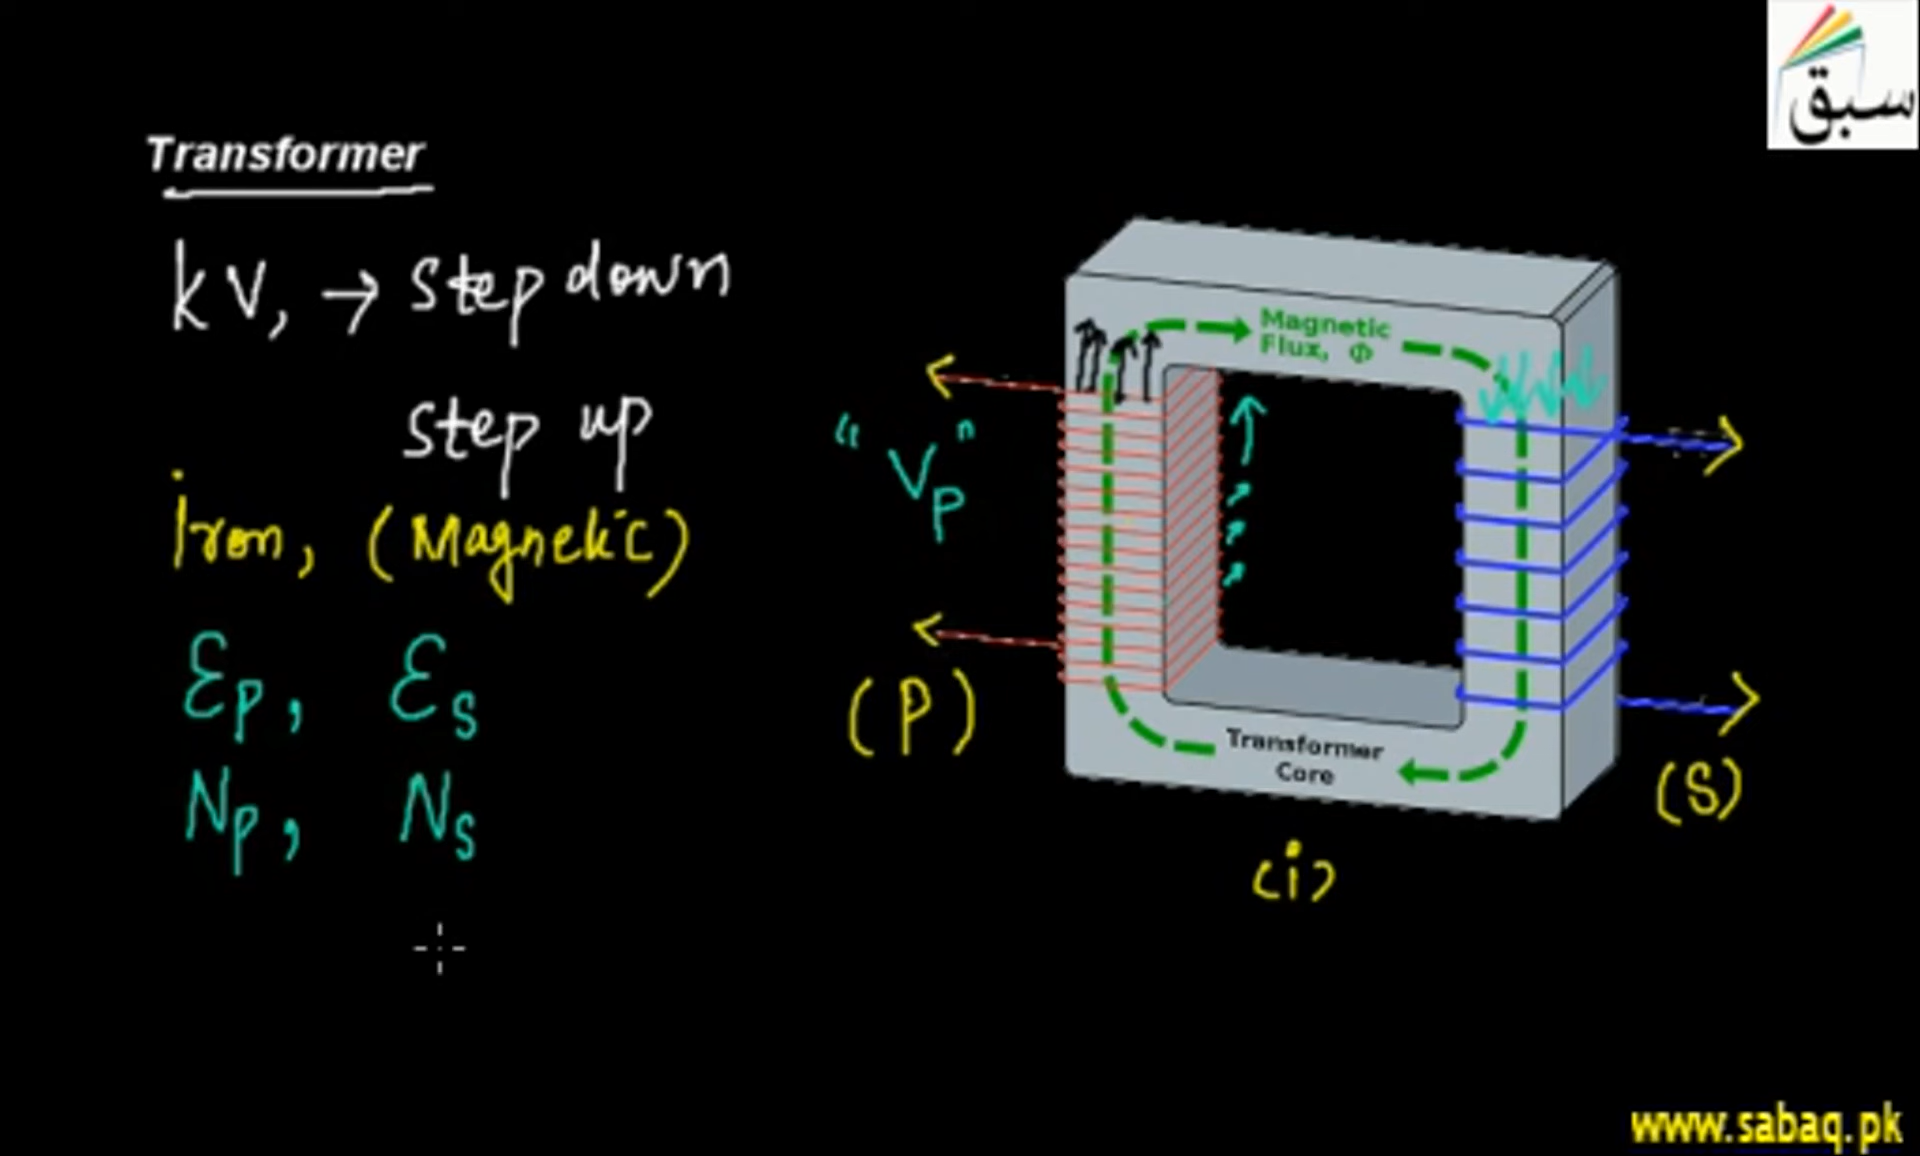 سبق
Transformer
kV, → step down
step up
Iron, (Magnetic)
Ɛp, Ɛs
Np, Ns
Magnetic
Flux, Φ
"Vp"
(P)
Transformer
Core
(S)
(i)
www.sabaq.pk